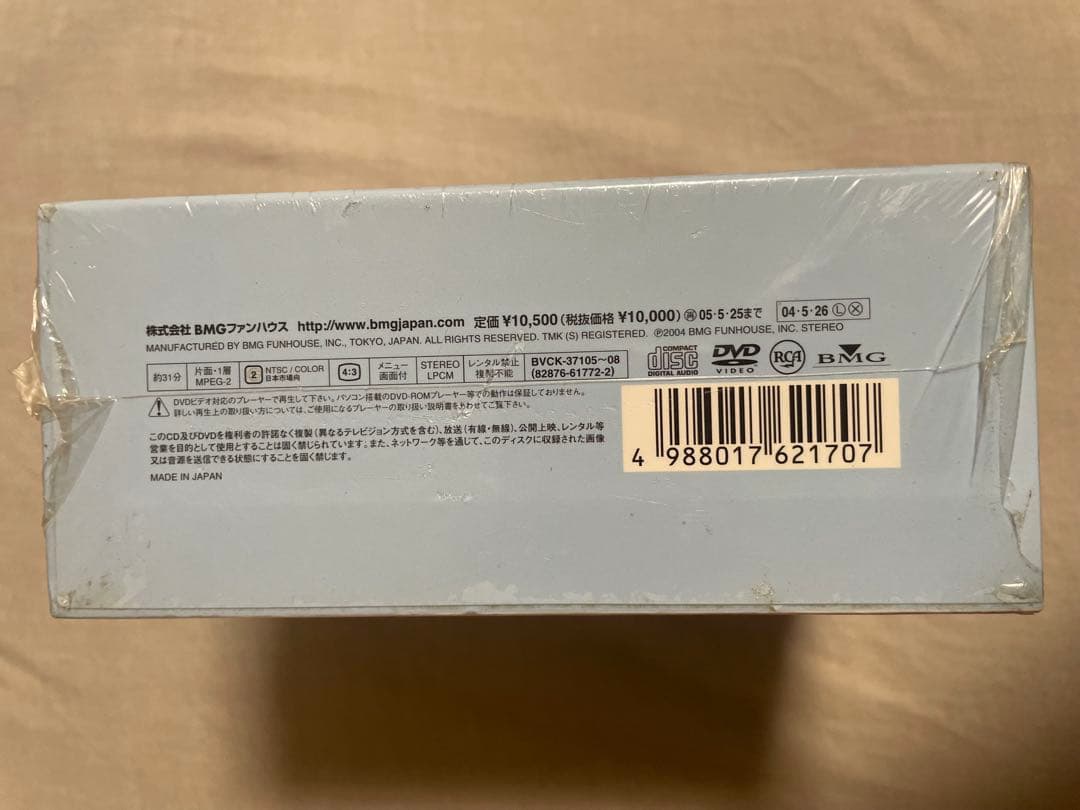 株式会社 BMGファンハウス http://www.bmgjapan.com 定価 ¥10,500(税抜価格 ¥10,000) 再 05·5·25まで 04·5·26 Ⓛ Ⓧ
MANUFACTURED BY BMG FUNHOUSE, INC., TOKYO, JAPAN. ALL RIGHTS RESERVED. TMK (S) REGISTERED. ℗2004 BMG FUNHOUSE, INC. STEREO
約31分 片面・1層 MPEG-2 2 NTSC / COLOR 日本市場向 4:3 メニュー画面付 STEREO LPCM レンタル禁止 複製不能 BVCK-37105〜08 (82876-61772-2) COMPACT disc DIGITAL AUDIO DVD VIDEO RCA BMG
DVDビデオ対応のプレーヤーで再生して下さい。パソコン搭載のDVD-ROMプレーヤー等での動作は保証しておりません。
詳しい再生上の取り扱い方については、ご使用になるプレーヤーの取り扱い説明書をあわせてご覧下さい。
このCD及びDVDを権利者の許諾なく複製(異なるテレビジョン方式を含む)、放送(有線・無線)、公開上映、レンタル等
営業を目的として使用することは固く禁じられています。また、ネットワーク等を通じて、このディスクに収録された画像
又は音源を送信できる状態にすることを固く禁じます。
MADE IN JAPAN
4 988017 621707